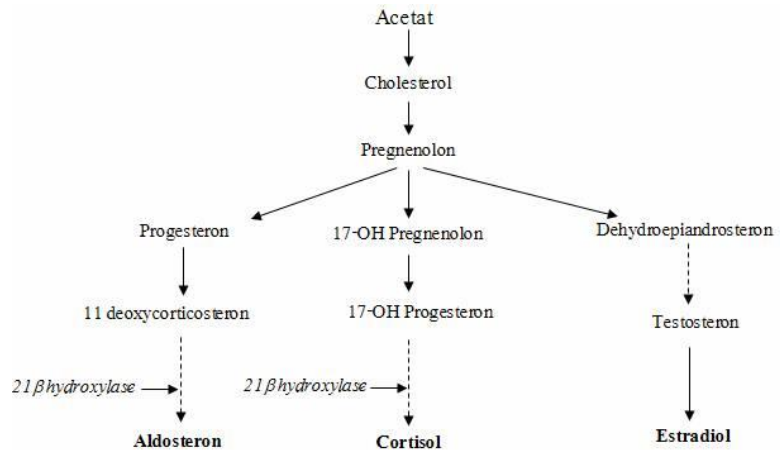 Acetat
Cholesterol
Pregnenolon
Progesteron
17-OH Pregnenolon
Dehydroepiandrosteron
11 deoxycorticosteron
17-OH Progesteron
Testosteron
21βhydroxylase
21βhydroxylase
Aldosteron
Cortisol
Estradiol